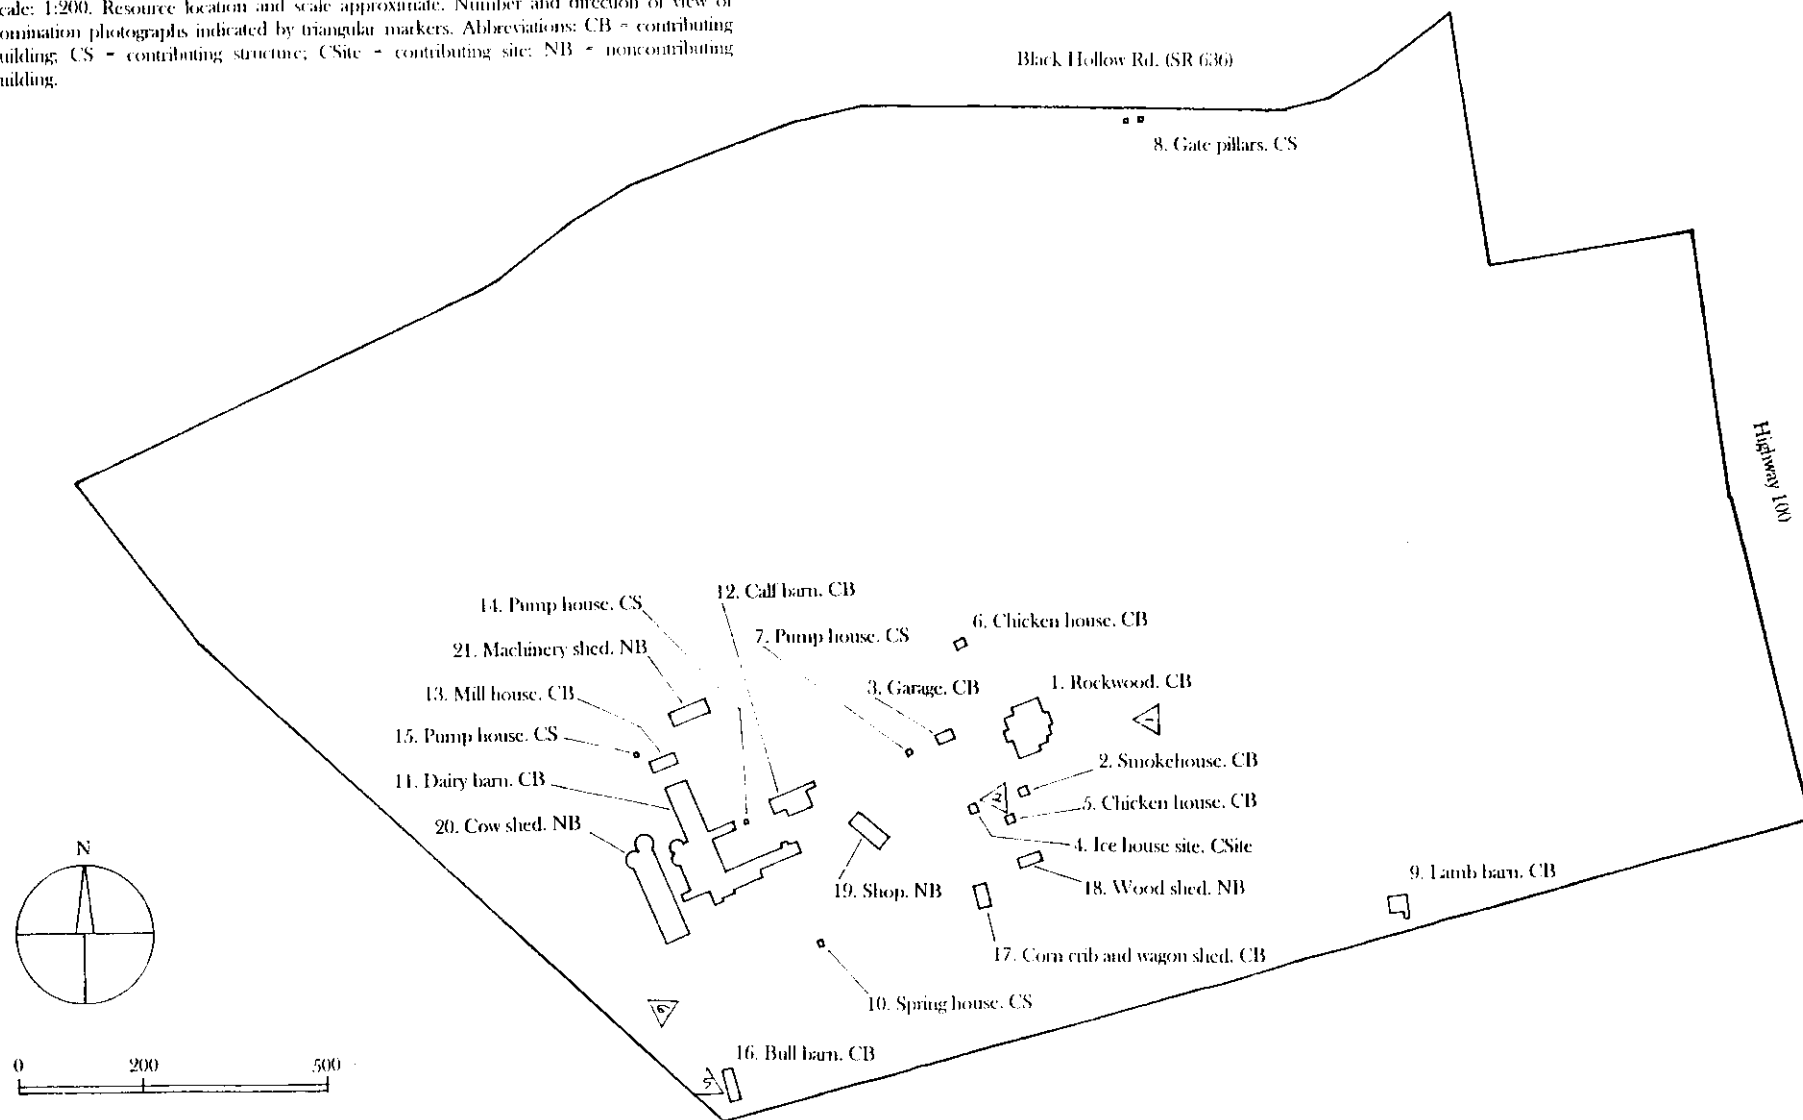 cale: 1:200. Resource location and scale approximate. Number and direction of view of
omination photographs indicated by triangular markers. Abbreviations: CB = contributing
uilding; CS = contributing structure; CSite = contributing site; NB = noncontributing
uilding.
Black Hollow Rd. (SR 636)
8. Gate pillars. CS
Highway 100
14. Pump house. CS
12. Calf barn. CB
21. Machinery shed. NB
7. Pump house. CS
6. Chicken house. CB
13. Mill house. CB
3. Garage. CB
1. Rockwood. CB
1
15. Pump house. CS
11. Dairy barn. CB
2. Smokehouse. CB
2
5. Chicken house. CB
20. Cow shed. NB
4. Ice house site. CSite
N
19. Shop. NB
18. Wood shed. NB
9. Lamb barn. CB
17. Corn crib and wagon shed. CB
10. Spring house. CS
6
16. Bull barn. CB
5
0 200 500